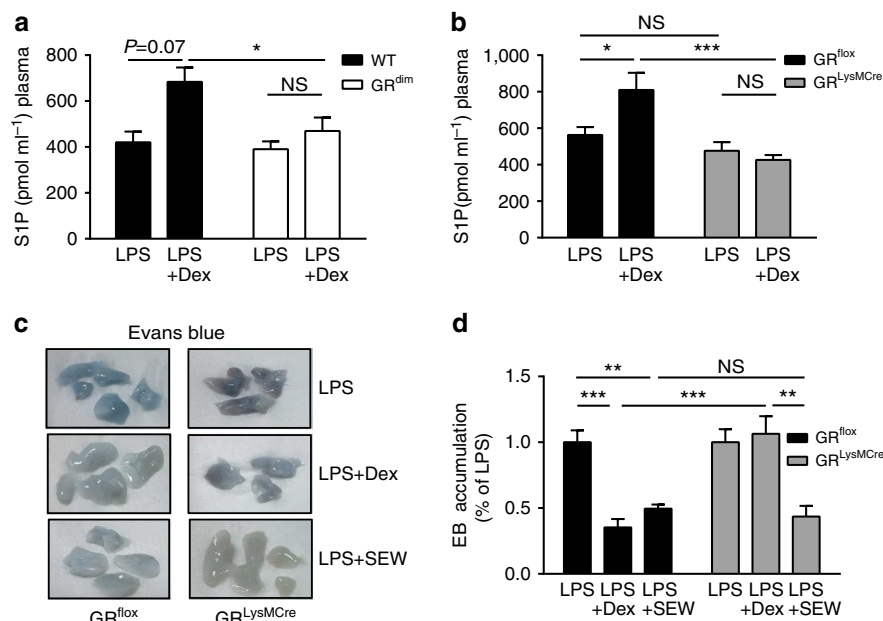 a
S1P (pmol ml⁻¹) plasma
800
600
400
200
0
P=0.07
*
NS
WT
GR^dim
LPS
LPS
+Dex
LPS
LPS
+Dex
b
S1P(pmol ml⁻¹) plasma
1,000
800
600
400
200
0
NS
*
***
NS
GR^flox
GR^LysMCre
LPS
LPS
+Dex
LPS
LPS
+Dex
c
Evans blue
LPS
LPS+Dex
LPS+SEW
GR^flox
GR^LysMCre
d
EB accumulation
(% of LPS)
1.5
1.0
0.5
0.0
**
NS
***
***
**
GR^flox
GR^LysMCre
LPS
LPS
+Dex
LPS
+SEW
LPS
LPS
+Dex
LPS
+SEW